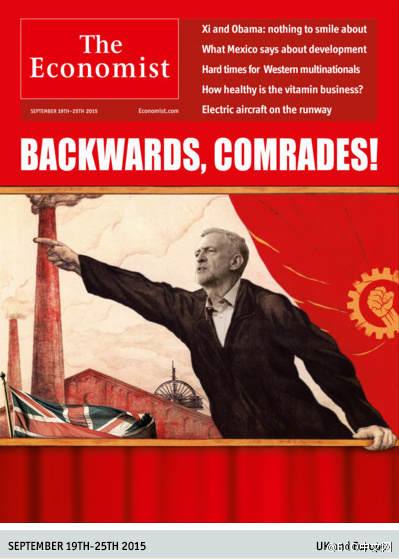 The
Economist
SEPTEMBER 19TH–25TH 2015
Economist.com
Xi and Obama: nothing to smile about
What Mexico says about development
Hard times for Western multinationals
How healthy is the vitamin business?
Electric aircraft on the runway
BACKWARDS, COMRADES!
SEPTEMBER 19TH-25TH 2015
UK and